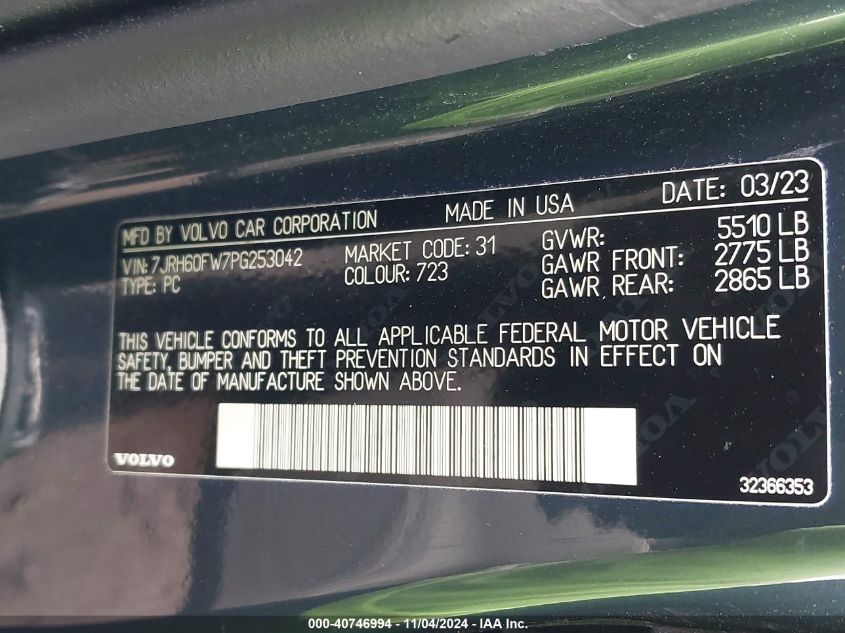 MFD BY VOLVO CAR CORPORATION MADE IN USA DATE: 03/23
VIN: 7JRH60FW7PG253042 MARKET CODE: 31 GVWR: 5510 LB
TYPE: PC COLOUR: 723 GAWR FRONT: 2775 LB
GAWR REAR: 2865 LB
THIS VEHICLE CONFORMS TO ALL APPLICABLE FEDERAL MOTOR VEHICLE
SAFETY, BUMPER AND THEFT PREVENTION STANDARDS IN EFFECT ON
THE DATE OF MANUFACTURE SHOWN ABOVE.
VOLVO
32366353
000-40746994 - 11/04/2024 - IAA Inc.